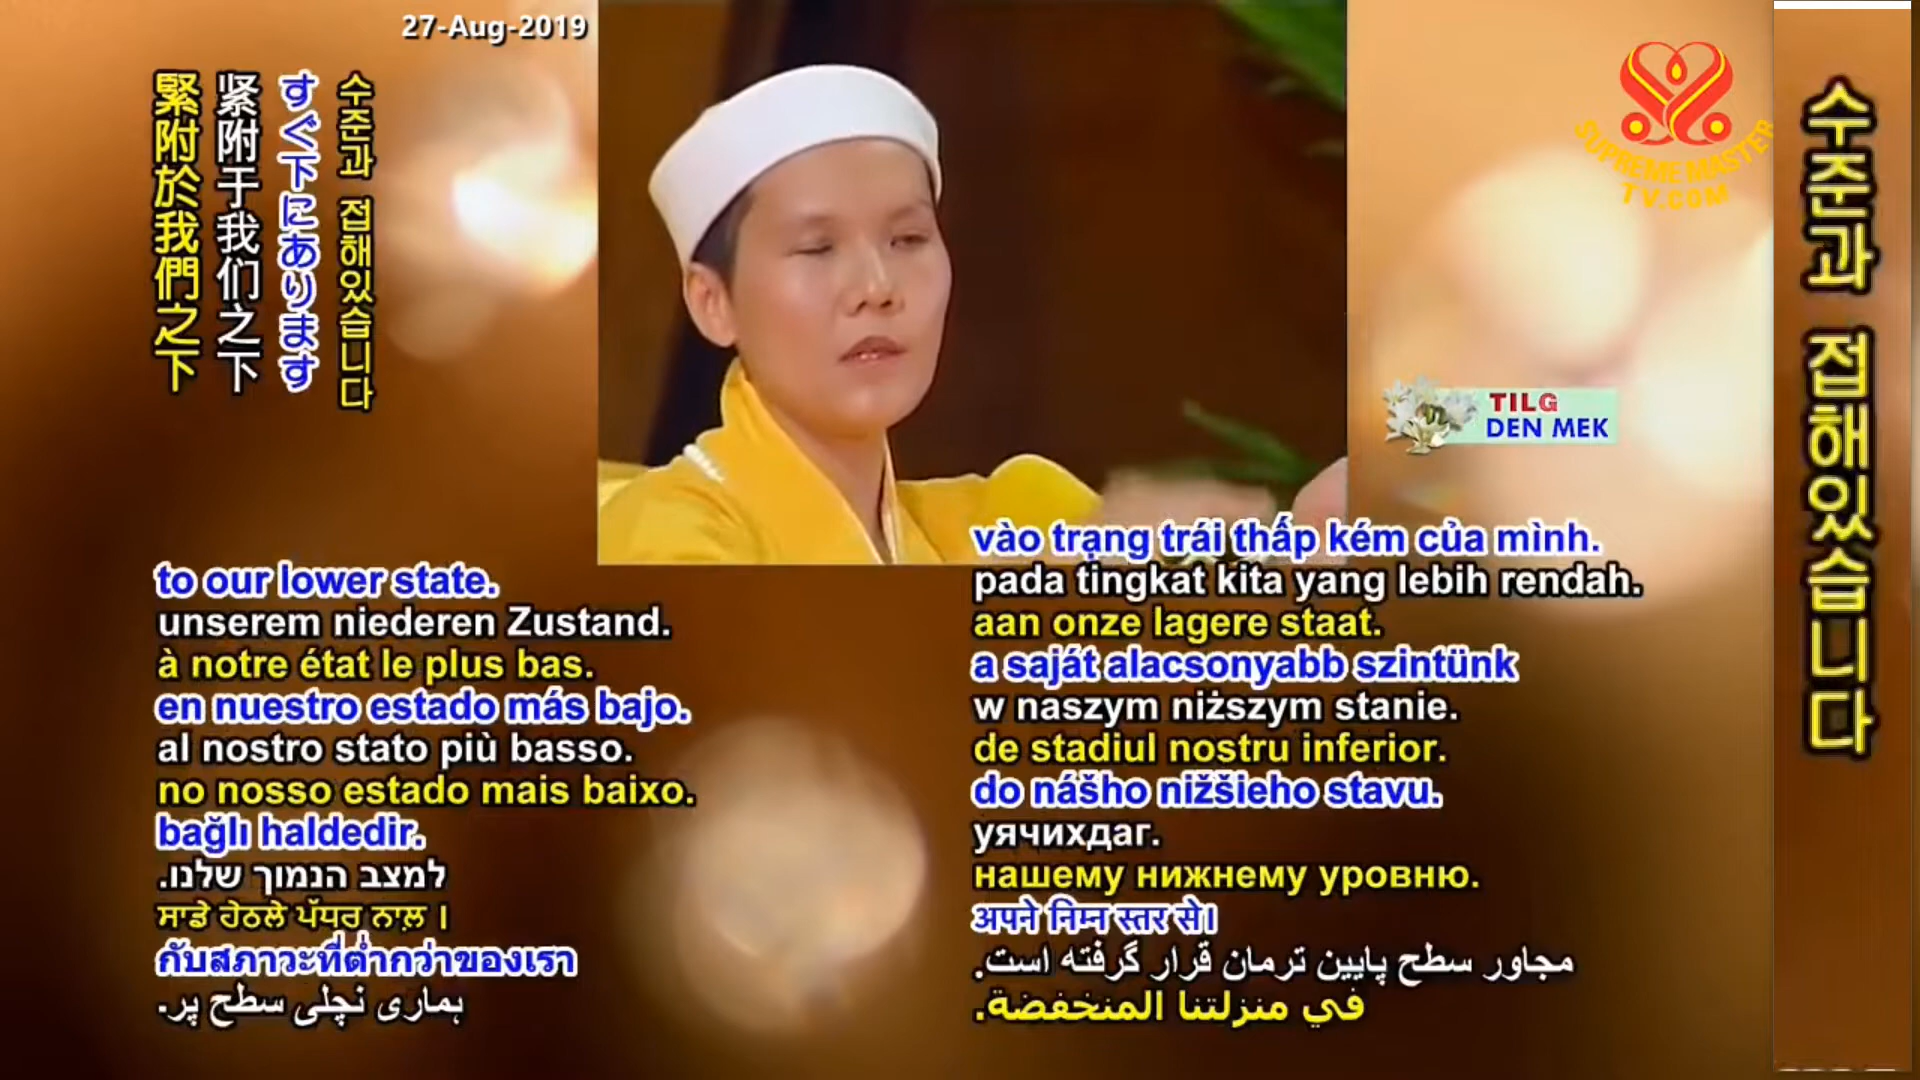 27-Aug-2019
緊附於我們之下
紧附于我们之下
すぐ下にあります
수준과 접해있습니다
SUPREME MASTER
TV.COM
TILG
DEN MEK
수준과 접해있습니다
to our lower state.
unserem niederen Zustand.
à notre état le plus bas.
en nuestro estado más bajo.
al nostro stato più basso.
no nosso estado mais baixo.
bağlı haldedir.
למצב הנמוך שלנו.
ਸਾਡੇ ਹੇਠਲੇ ਪੱਧਰ ਨਾਲ਼ ।
กับสภาวะที่ต่ำกว่าของเรา
ہماری نچلی سطح پر۔
vào trạng trái thấp kém của mình.
pada tingkat kita yang lebih rendah.
aan onze lagere staat.
a saját alacsonyabb szintünk
w naszym niższym stanie.
de stadiul nostru inferior.
do nášho nižšieho stavu.
уячихдаг.
нашему нижнему уровню.
अपने निम्न स्तर से।
مجاور سطح پایین ترمان قرار گرفته است.
في منزلتنا المنخفضة.